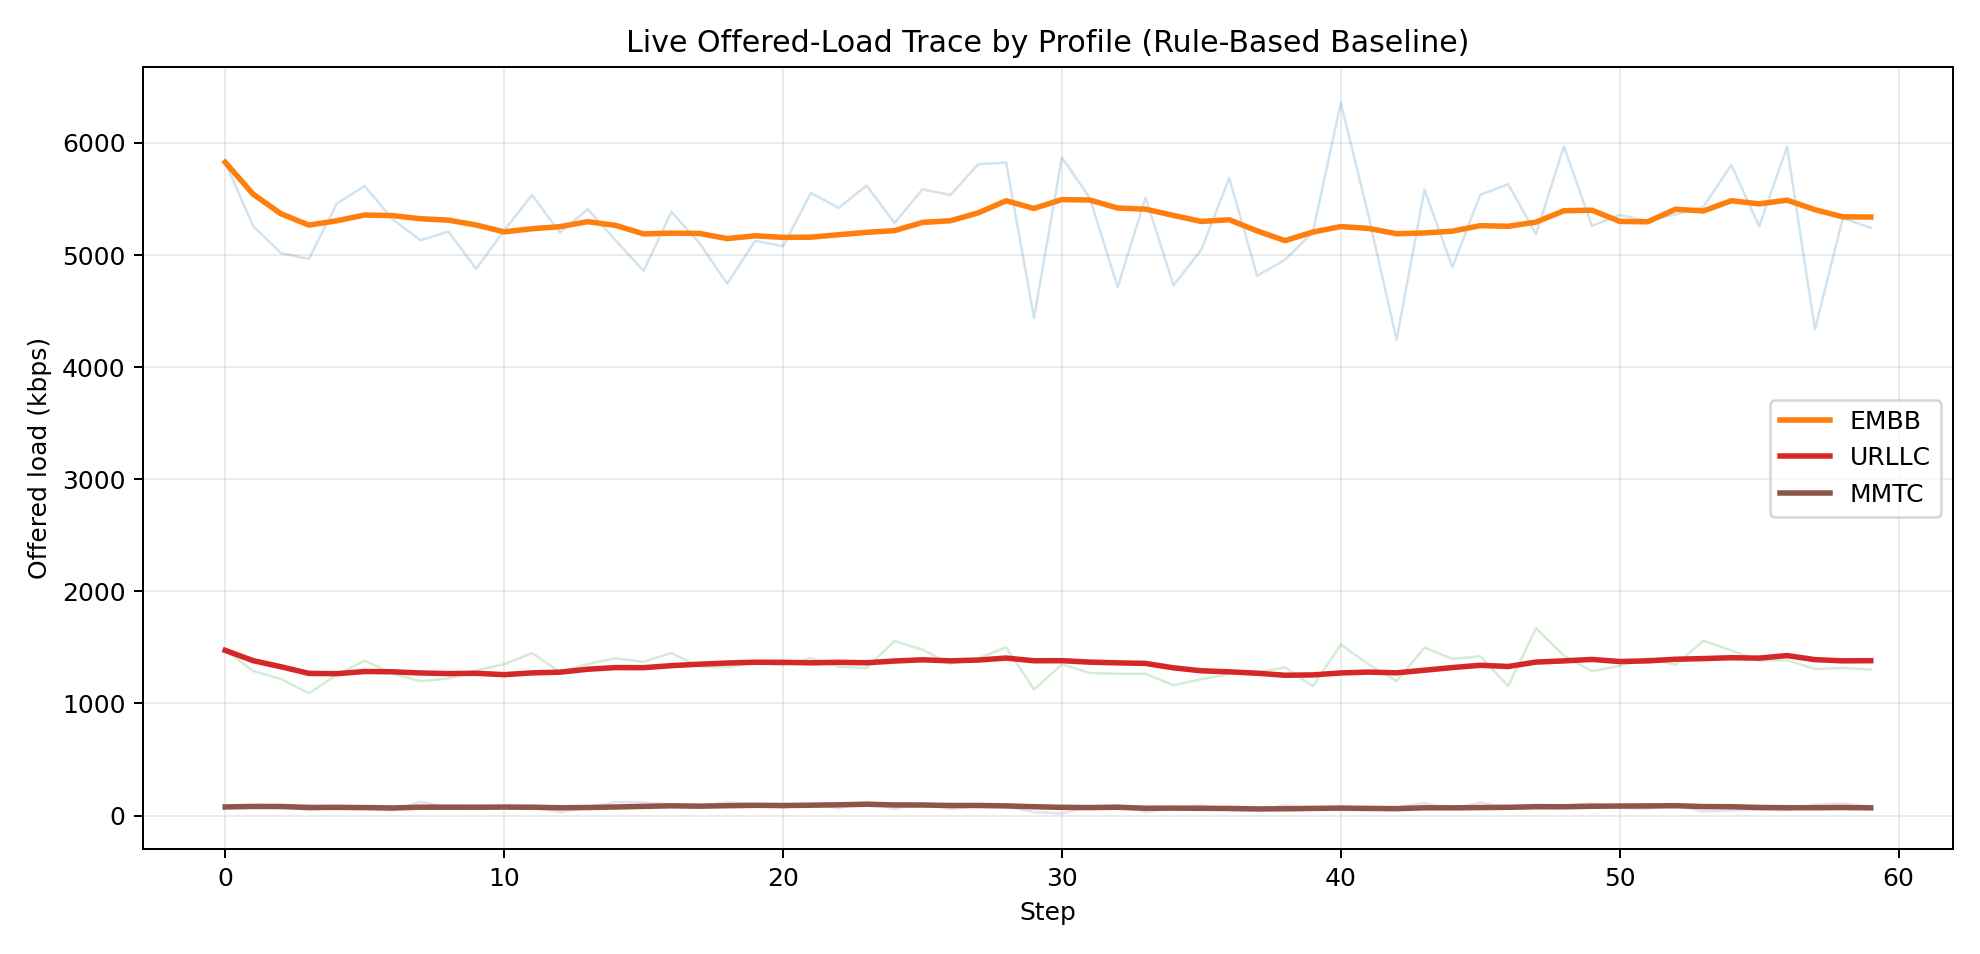 Live Offered-Load Trace by Profile (Rule-Based Baseline)
Offered load (kbps)
6000
5000
4000
3000
2000
1000
0
EMBB
URLLC
MMTC
0 10 20 30 40 50 60
Step